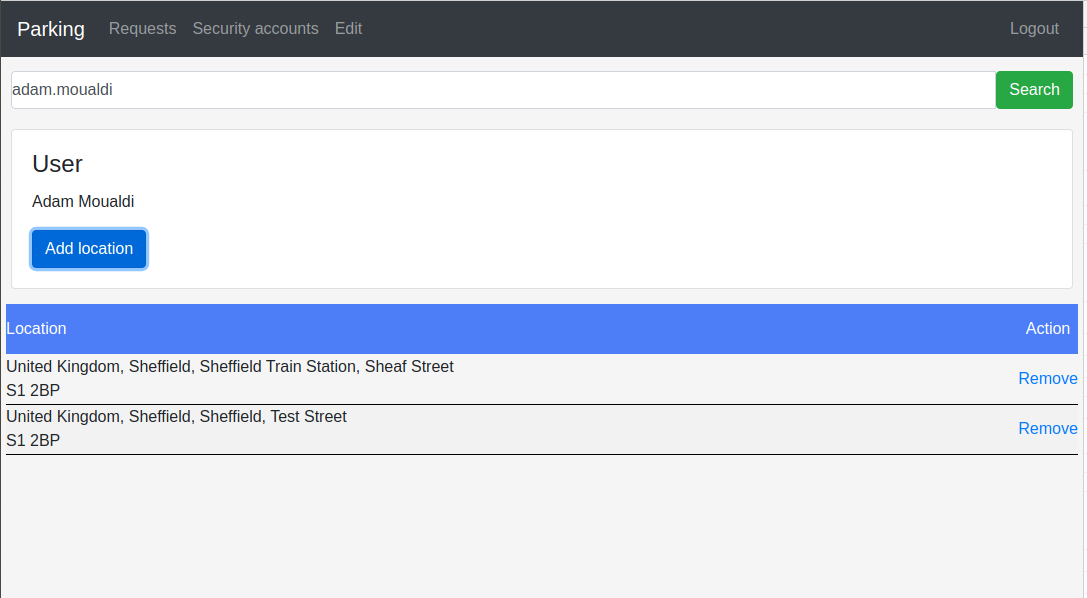 Parking Requests Security accounts Edit Logout
adam.moualdi Search
User
Adam Moualdi
Add location
Location Action
United Kingdom, Sheffield, Sheffield Train Station, Sheaf Street
S1 2BP Remove
United Kingdom, Sheffield, Sheffield, Test Street
S1 2BP Remove